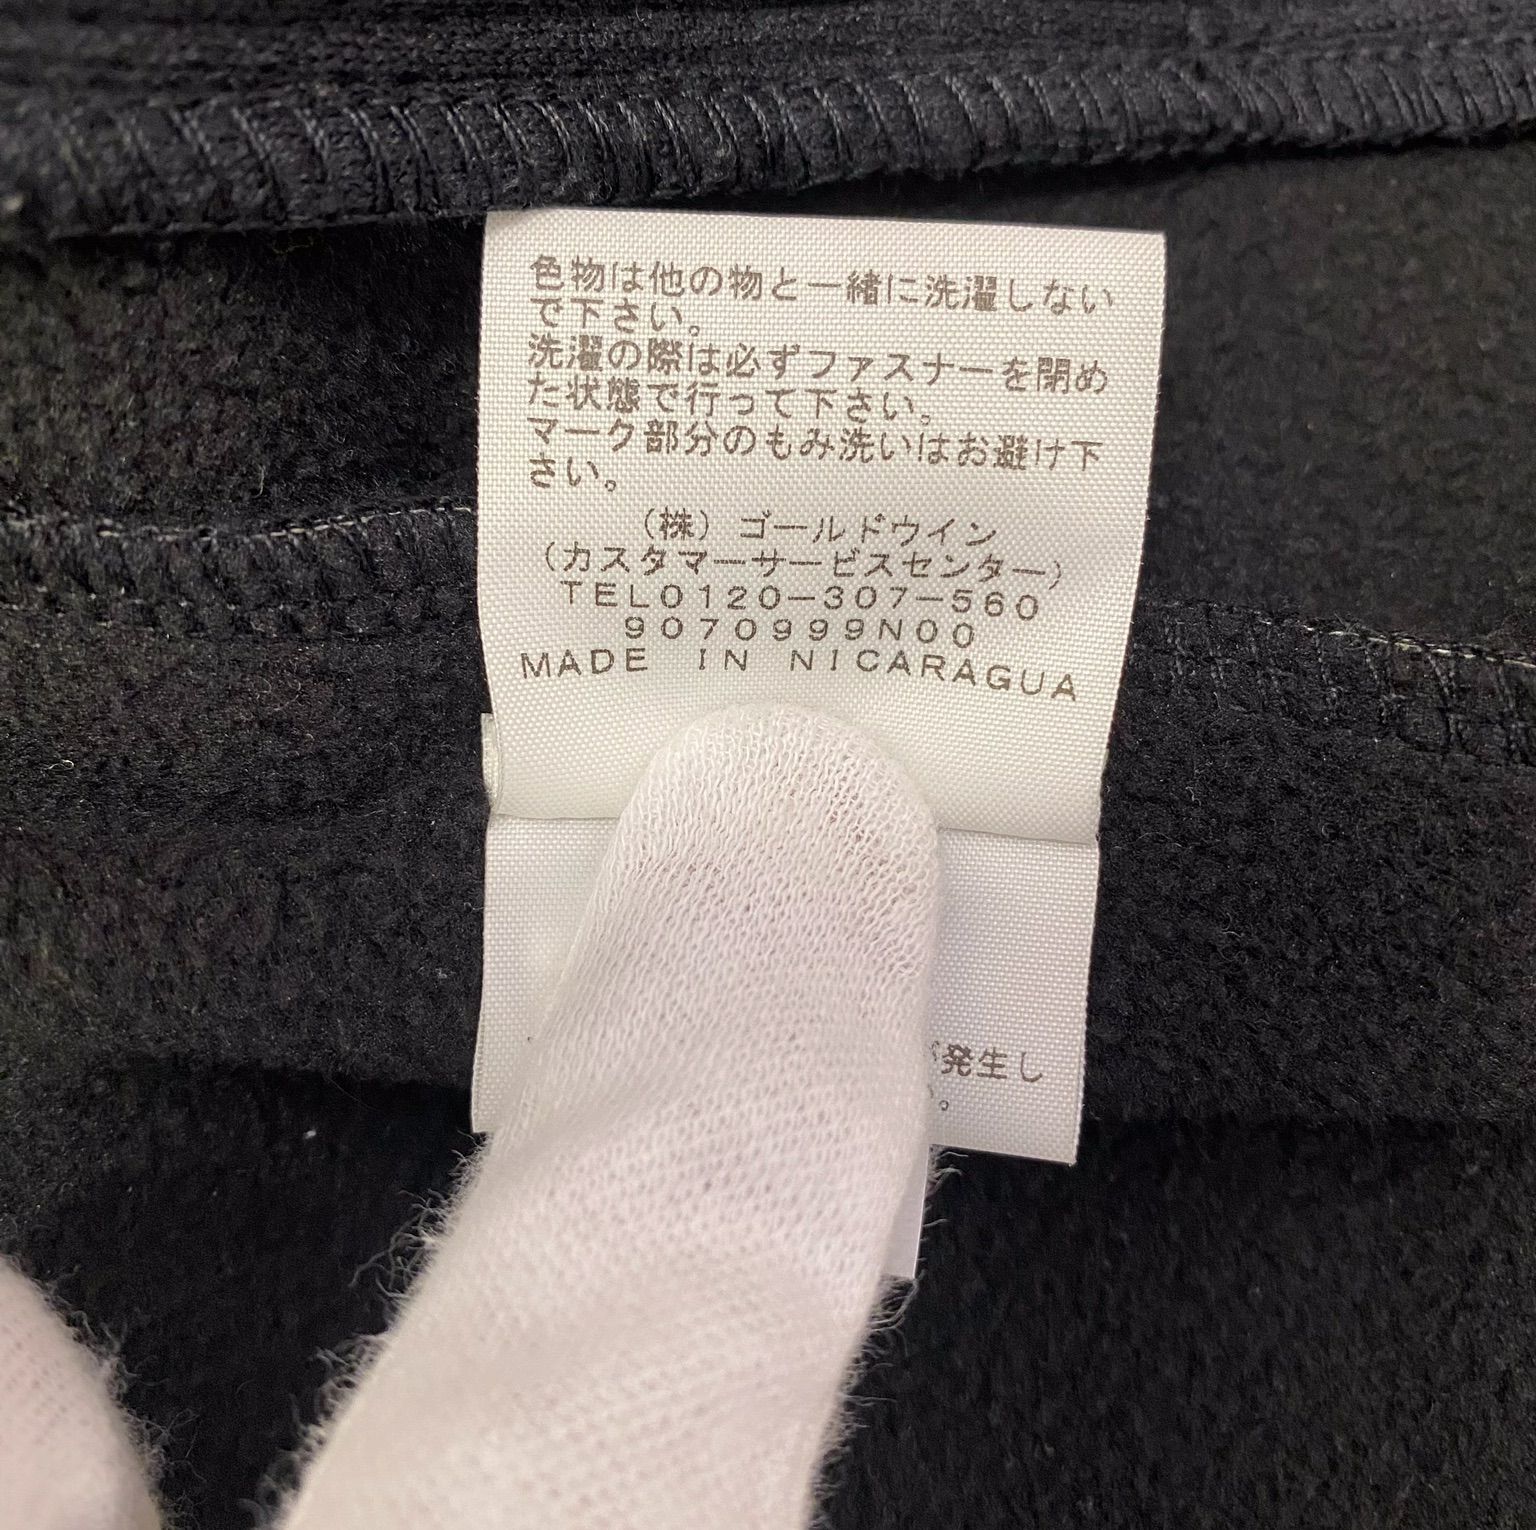 色物は他の物と一緒に洗濯しない
で下さい。
洗濯の際は必ずファスナーを閉め
た状態で行って下さい。
マーク部分のもみ洗いはお避け下
さい。
(株) ゴールドウイン
(カスタマーサービスセンター)
TEL0120-307-560
9070999N00
MADE IN NICARAGUA
発生し